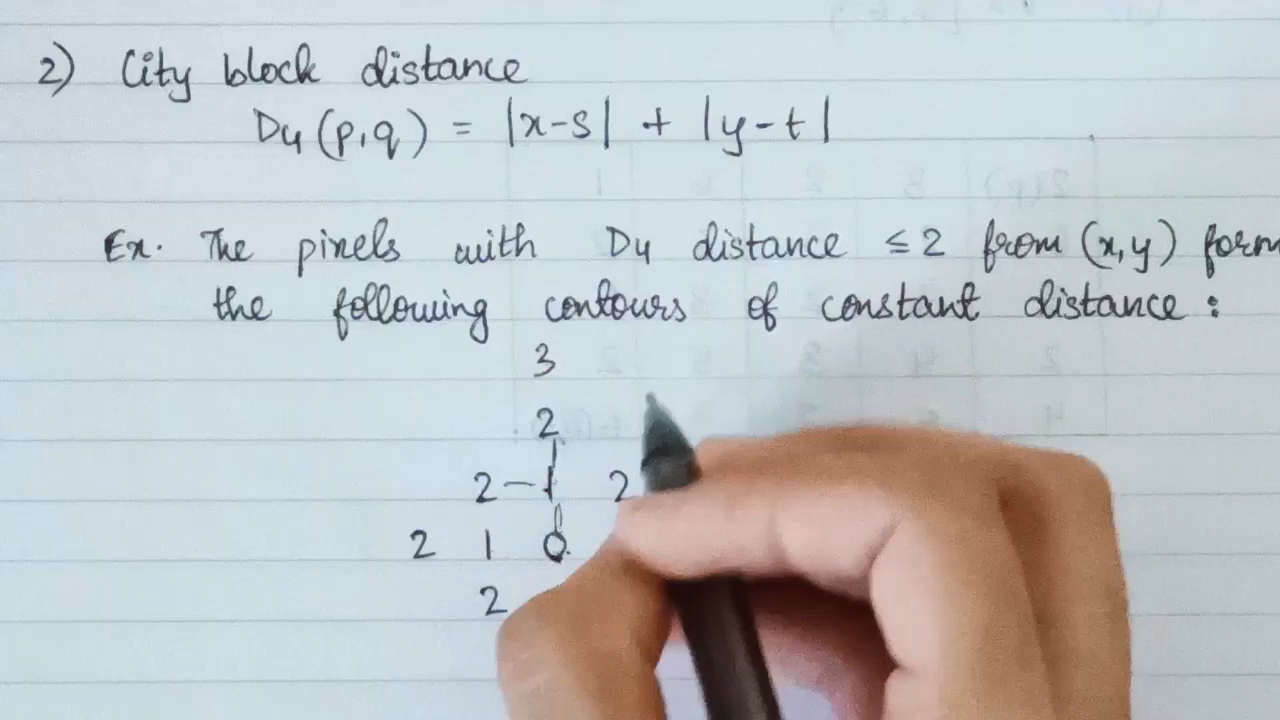 2) City block distance
D4 (p,q) = |x-s| + |y-t|
Ex. The pixels with D4 distance ≤2 from (x,y) form
the following contours of constant distance :
3
2
2 1 2
2 1 0
2